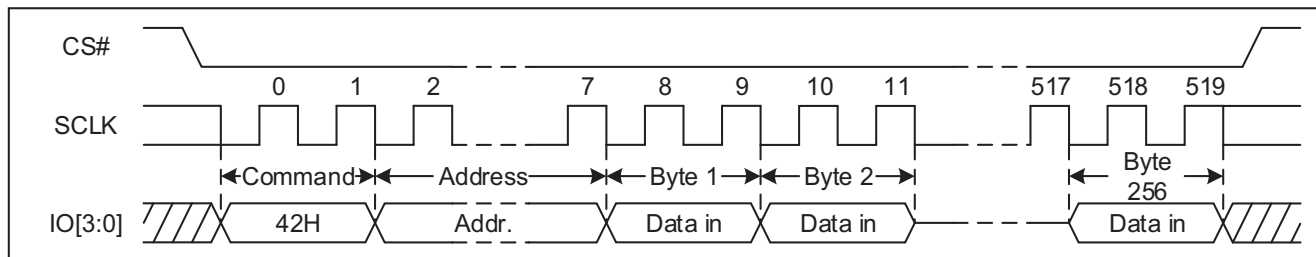 CS#
0 1 2 7 8 9 10 11 517 518 519
SCLK
Command Address Byte 1 Byte 2 Byte
256
IO[3:0] 42H Addr. Data in Data in Data in